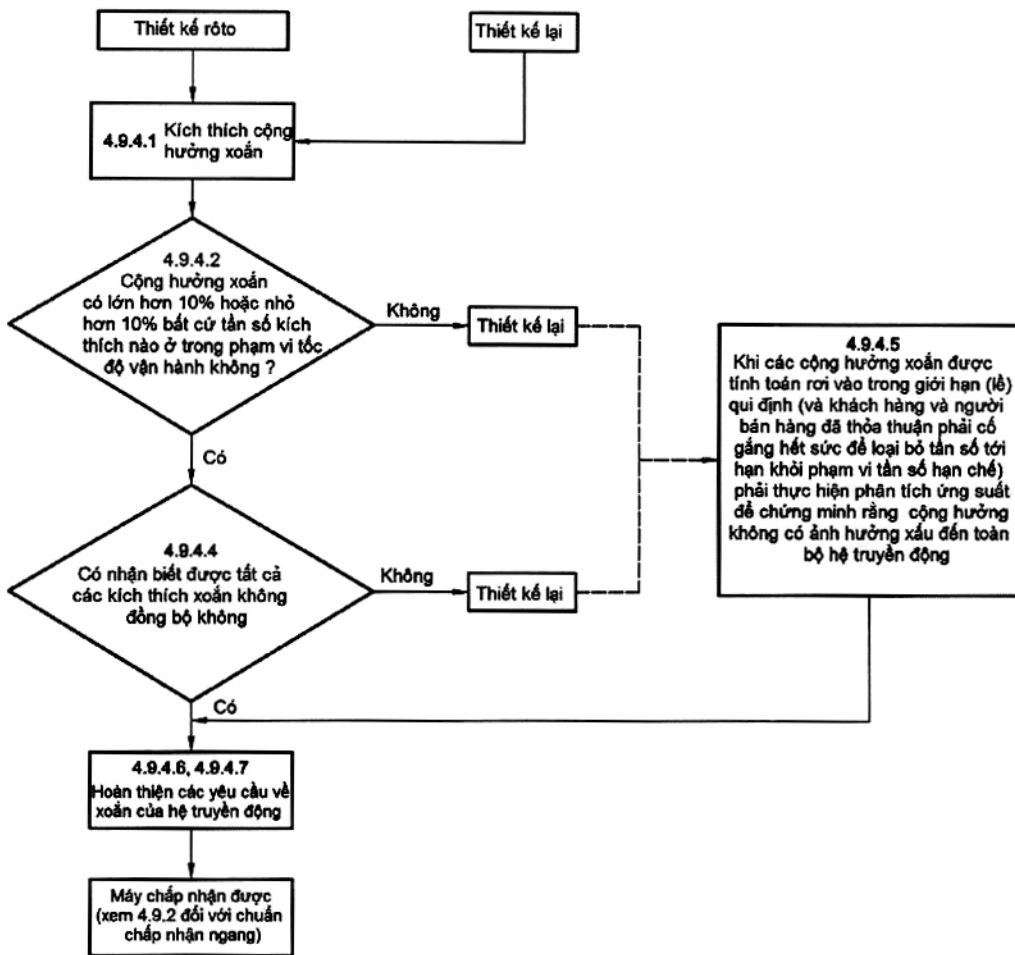 Thiết kế rôto
Thiết kế lại
4.9.4.1 Kích thích cộng
hưởng xoắn
4.9.4.2
Cộng hưởng xoắn
có lớn hơn 10% hoặc nhỏ
hơn 10% bất cứ tần số kích
thích nào ở trong phạm vi tốc
độ vận hành không ?
Không
Thiết kế lại
Có
4.9.4.4
Có nhận biết được tất cả
các kích thích xoắn không
đồng bộ không
Không
Thiết kế lại
Có
4.9.4.5
Khi các cộng hưởng xoắn được
tính toán rơi vào trong giới hạn (lề)
qui định (và khách hàng và người
bán hàng đã thỏa thuận phải cố
gắng hết sức để loại bỏ tần số tới
hạn khỏi phạm vi tần số hạn chế)
phải thực hiện phân tích ứng suất
để chứng minh rằng cộng hưởng
không có ảnh hưởng xấu đến toàn
bộ hệ truyền động
4.9.4.6, 4.9.4.7
Hoàn thiện các yêu cầu về
xoắn của hệ truyền động
Máy chấp nhận được
(xem 4.9.2 đối với chuẩn
chấp nhận ngang)